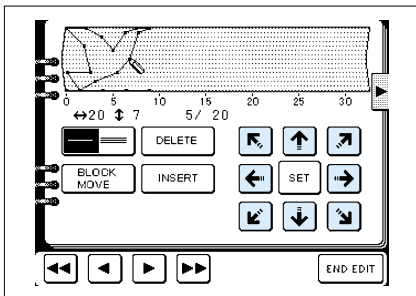 0 5 10 15 20 25 30
↔20 ↕ 7 5/ 20
DELETE
BLOCK
MOVE
INSERT
SET
END EDIT